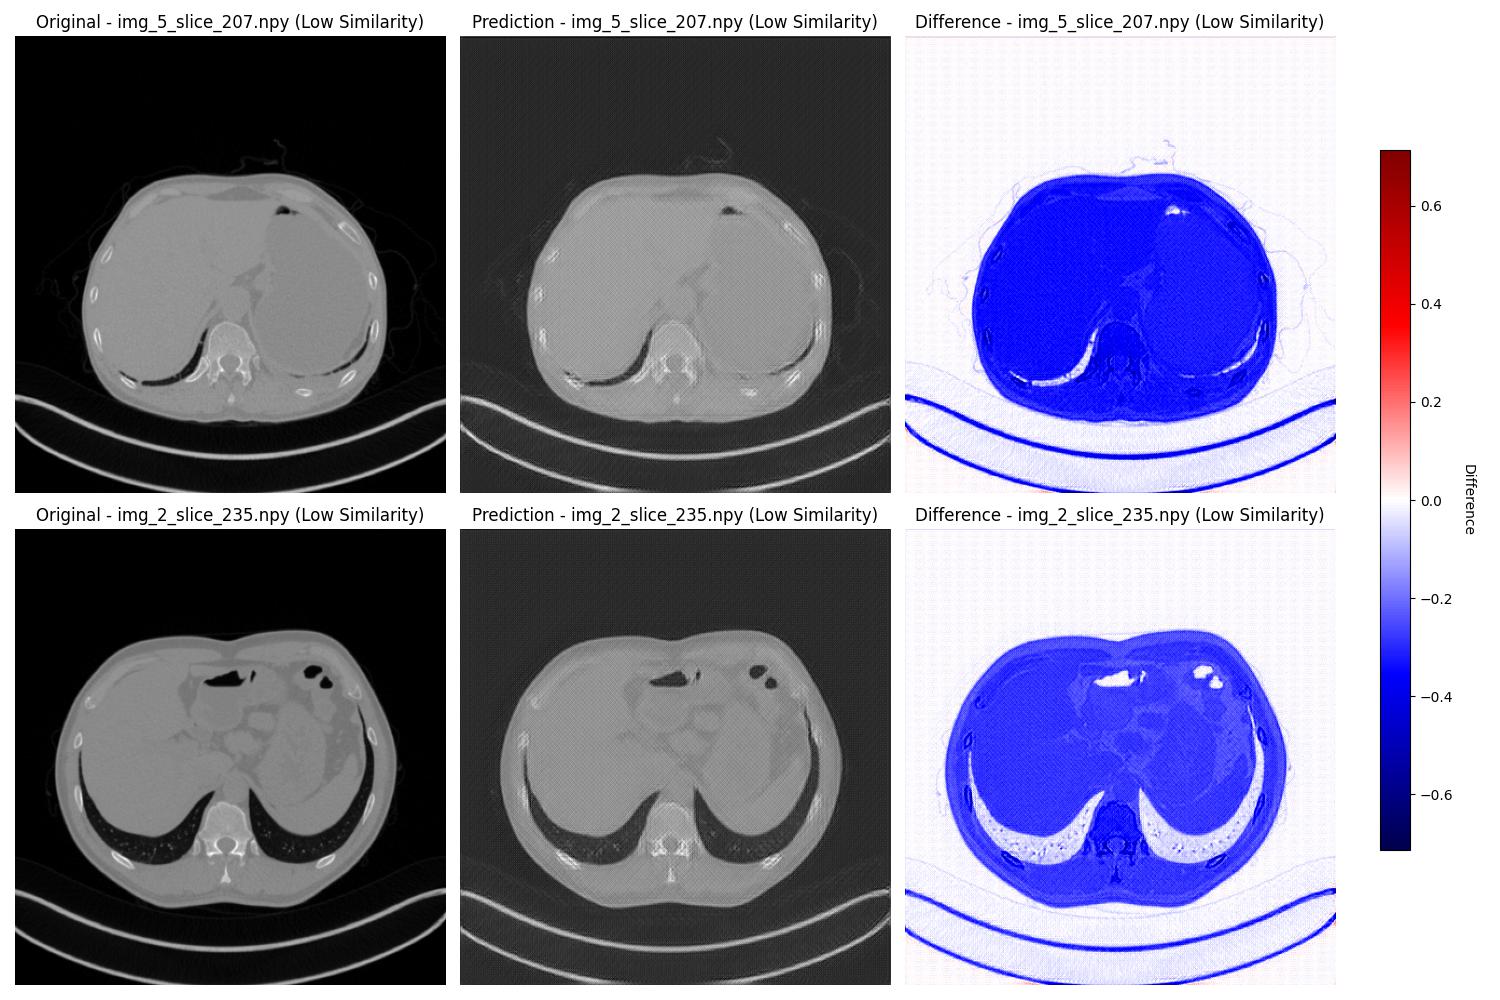 Original - img_5_slice_207.npy (Low Similarity)
Prediction - img_5_slice_207.npy (Low Similarity)
Difference - img_5_slice_207.npy (Low Similarity)
Original - img_2_slice_235.npy (Low Similarity)
Prediction - img_2_slice_235.npy (Low Similarity)
Difference - img_2_slice_235.npy (Low Similarity)
0.6
0.4
0.2
0.0
−0.2
−0.4
−0.6
Difference